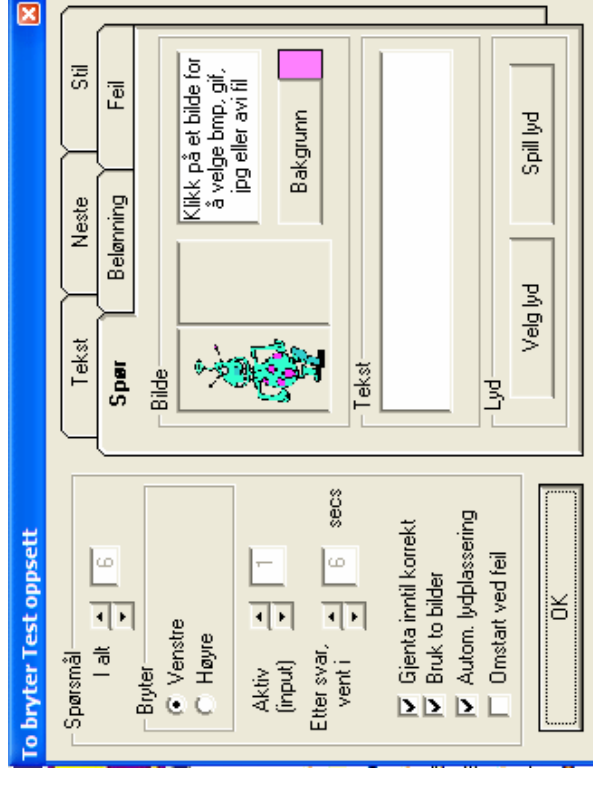 To bryter Test oppsett
Spørsmål
I alt
6
Bryter
Venstre
Høyre
Aktiv
(input)
1
Etter svar,
vent i
6
secs
Gjenta inntil korrekt
Bruk to bilder
Autom. lydplassering
Omstart ved feil
OK
Tekst
Neste
Stil
Spør
Belønning
Feil
Bilde
Klikk på et bilde for
å velge bmp, gif,
jpg eller avi fil
Bakgrunn
Tekst
Lyd
Velg lyd
Spill lyd